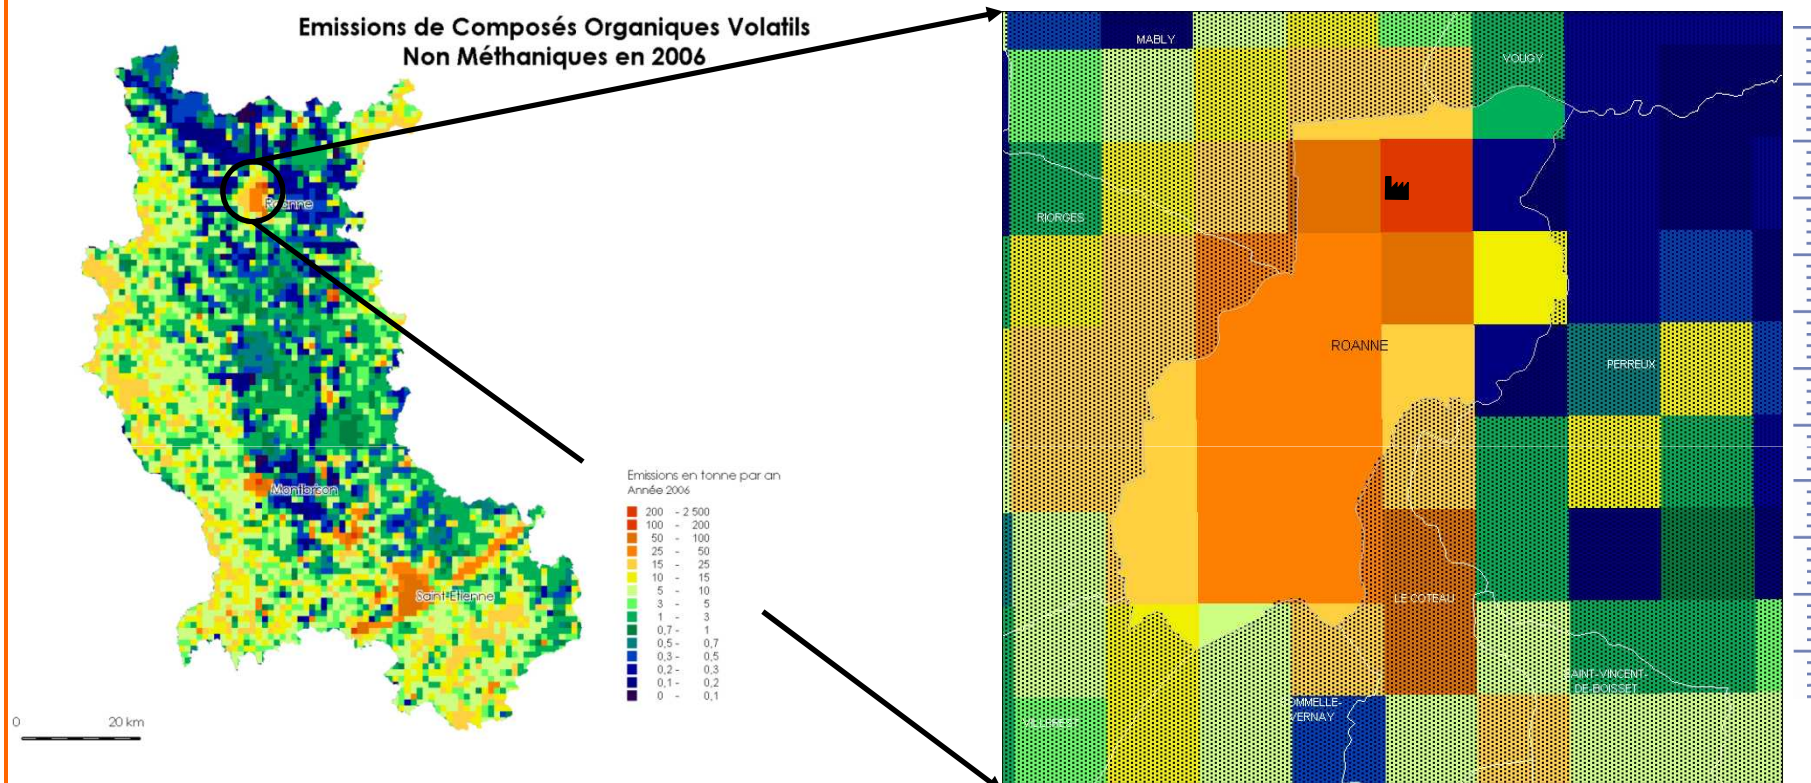 Emissions de Composés Organiques Volatils
Non Méthaniques en 2006
Roanne
Montbrison
Saint-Etienne
0 20 km
Emissions en tonne par an
Année 2006
200 - 2 500
100 - 200
50 - 100
25 - 50
15 - 25
10 - 15
5 - 10
3 - 5
1 - 3
0,7 - 1
0,5 - 0,7
0,3 - 0,5
0,2 - 0,3
0,1 - 0,2
0 - 0,1
MABLY
VOUGY
RIORGES
ROANNE
PERREUX
LE COTEAU
AINT-VINCENT-
DE-BOISSET
OMMELLE-
VERNAY
VILLEREST